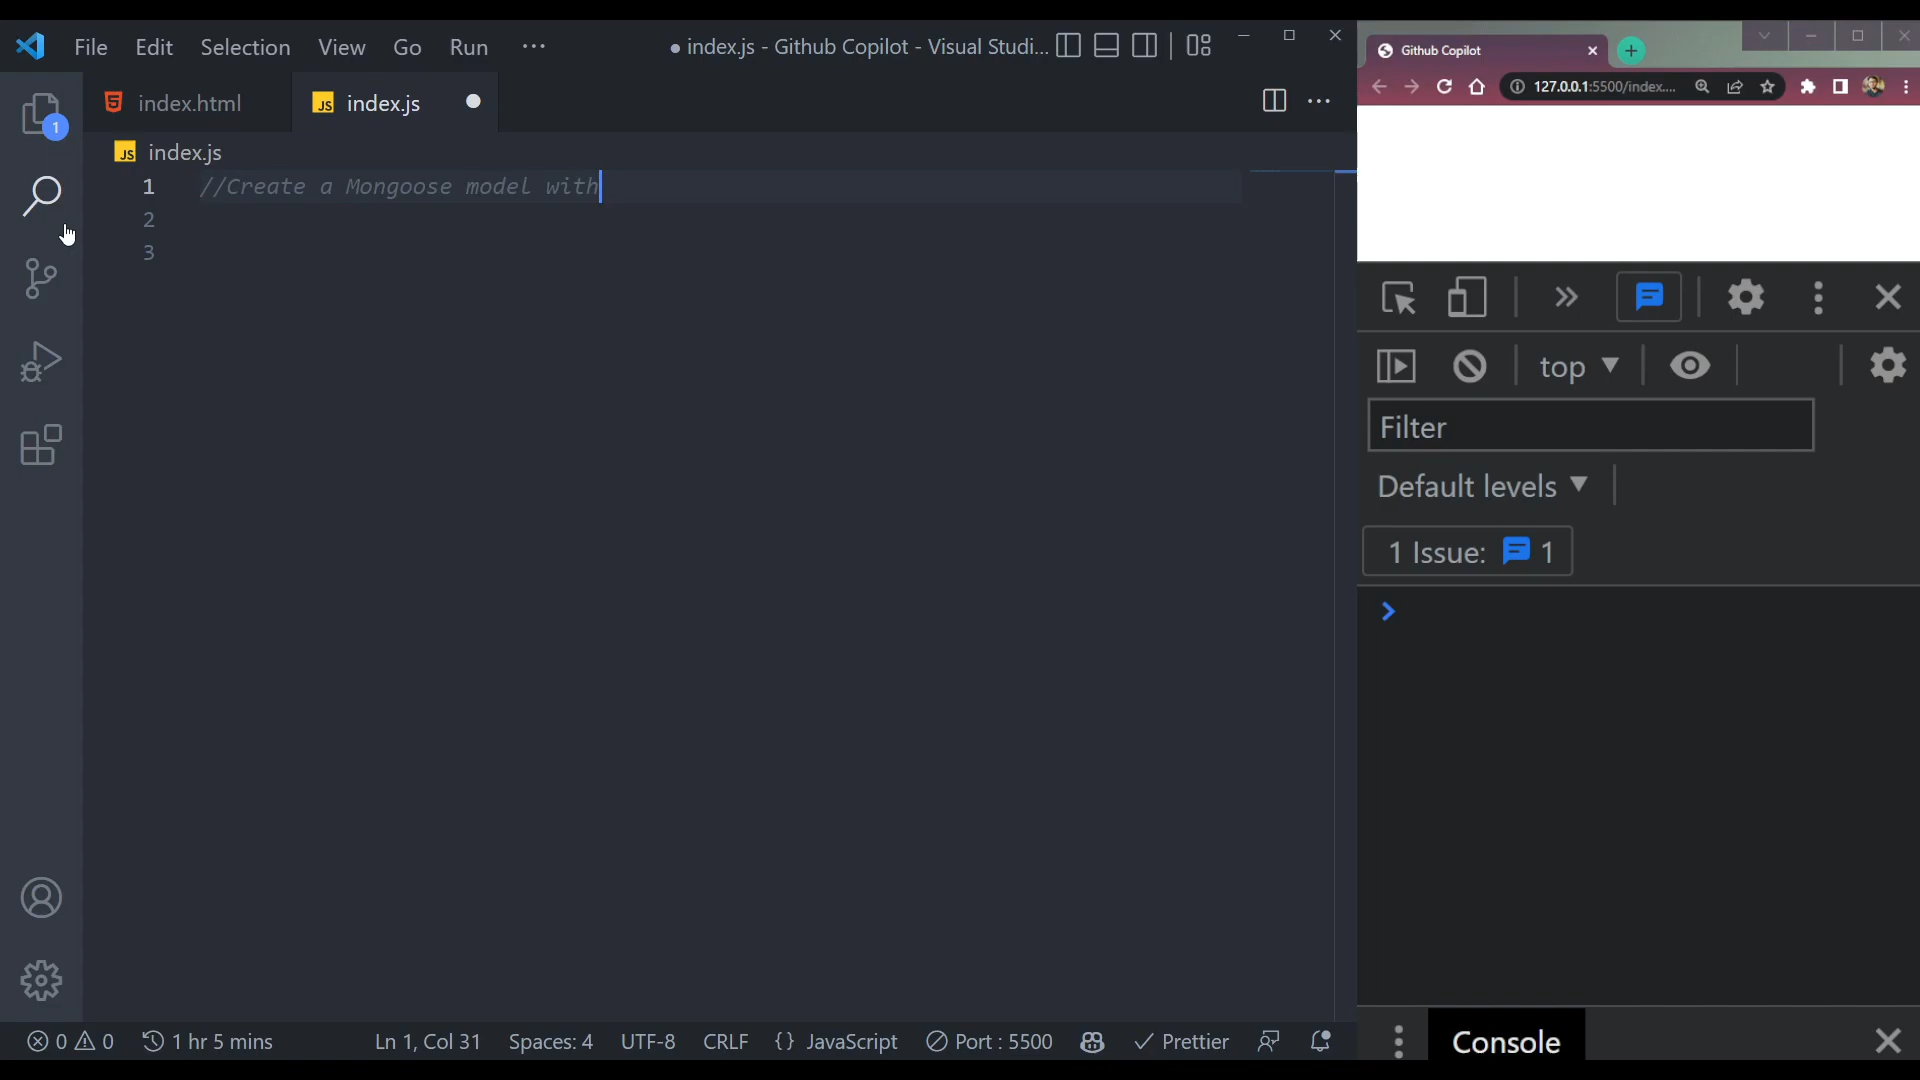 File Edit Selection View Go Run ··· ● index.js - Github Copilot - Visual Studi...
index.html index.js
JS index.js
1 //Create a Mongoose model with
2
3
1
0 0 1 hr 5 mins Ln 1, Col 31 Spaces: 4 UTF-8 CRLF {} JavaScript Port : 5500 Prettier
Github Copilot
127.0.0.1:5500/index....
top
Filter
Default levels
1 Issue: 1
Console